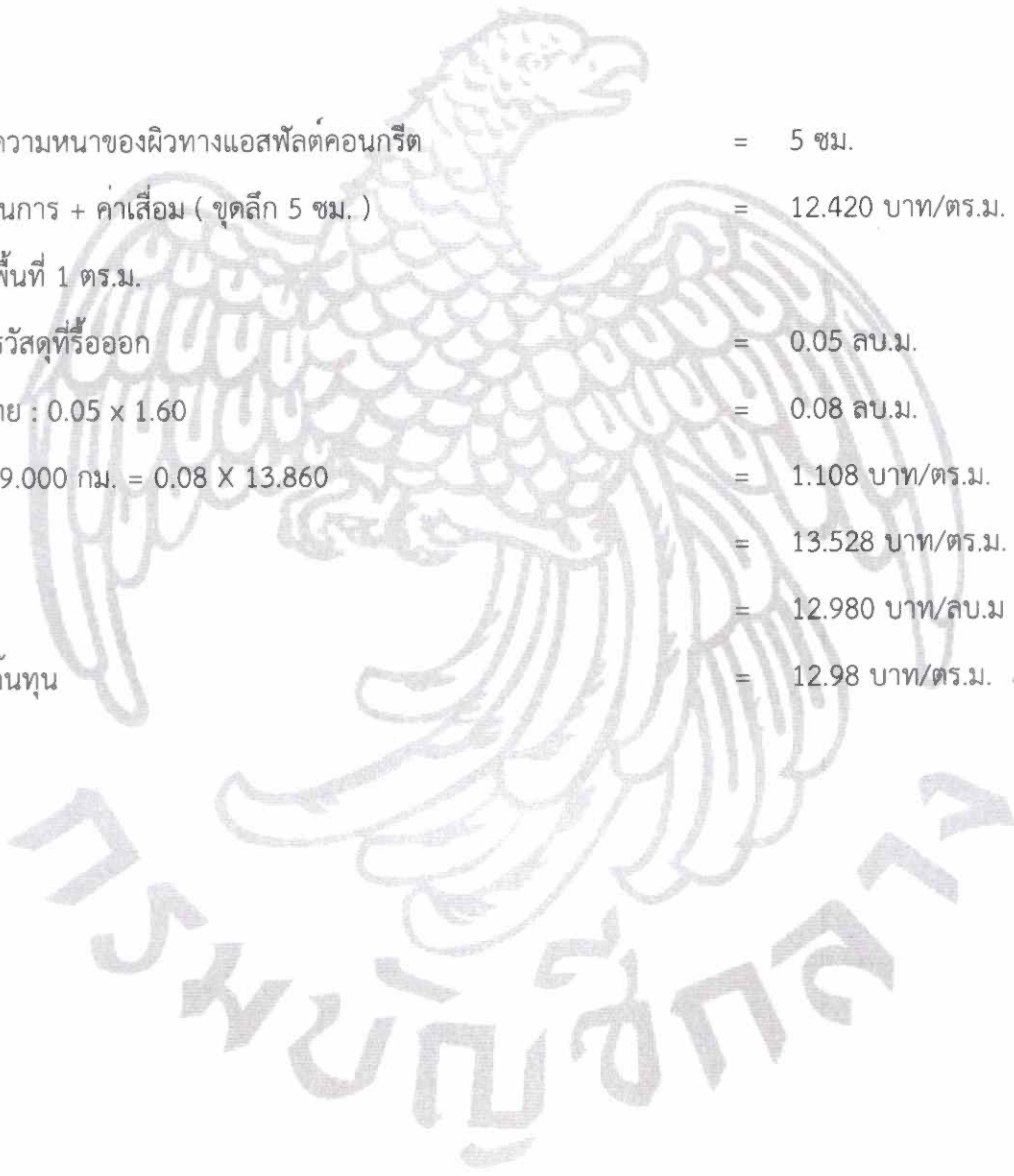 ความหนาของผิวทางแอสฟัลต์คอนกรีต = 5 ซม.
นการ + ค่าเสื่อม ( ขุดลึก 5 ซม. ) = 12.420 บาท/ตร.ม.
พื้นที่ 1 ตร.ม.
รวัสดุที่รื้อออก = 0.05 ลบ.ม.
าย : 0.05 x 1.60 = 0.08 ลบ.ม.
9.000 กม. = 0.08 X 13.860 = 1.108 บาท/ตร.ม.
= 13.528 บาท/ตร.ม.
= 12.980 บาท/ลบ.ม
้นทุน = 12.98 บาท/ตร.ม.
กรมบัญชีกลาง